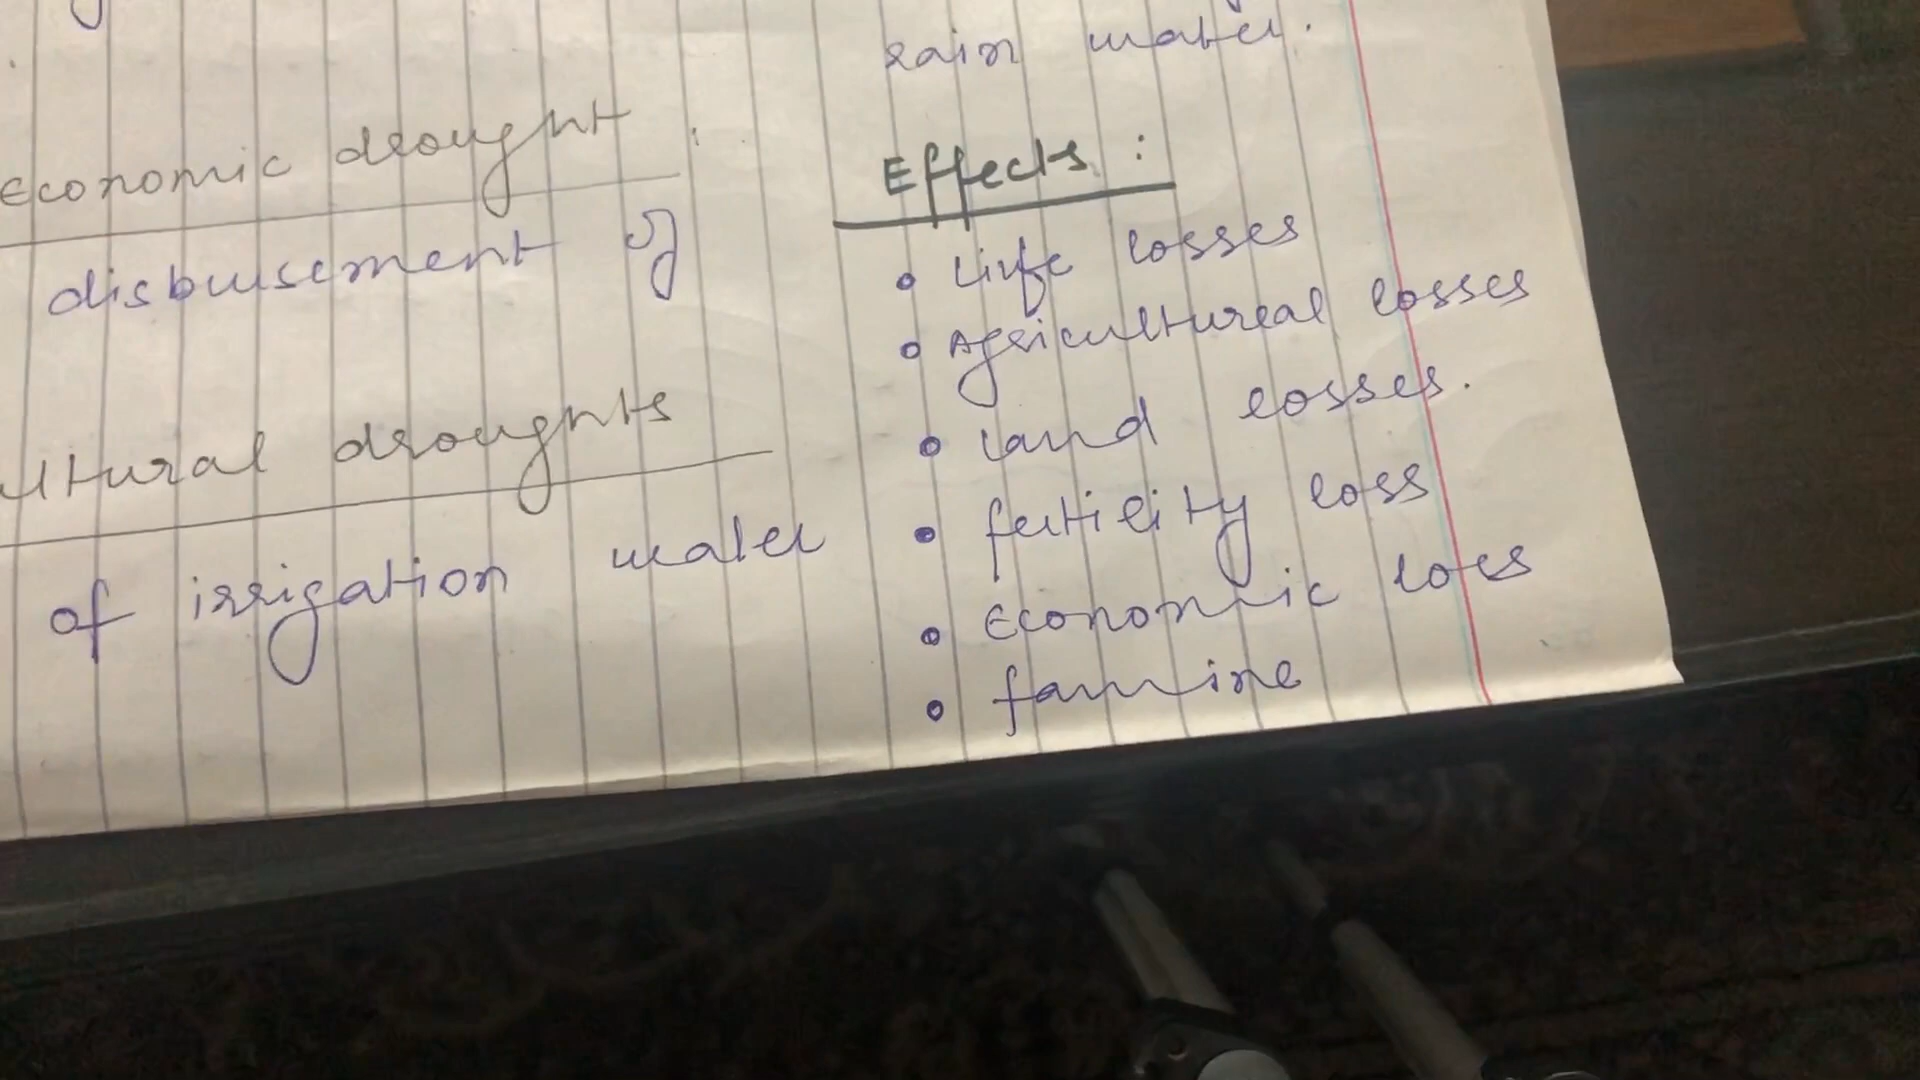 Economic drought
disbursement of
ultural droughts
of irrigation water
rain water.
Effects :
• Life losses
• Agricultureal losses
• Land losses.
• fertility loss
• Economic loss
• famine